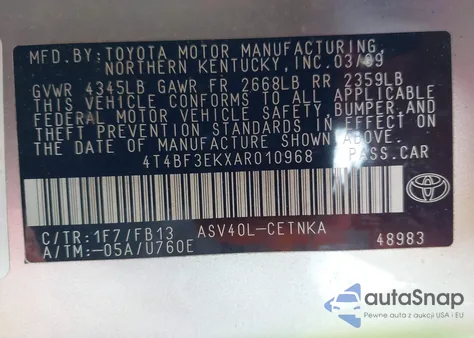 MFD.BY: TOYOTA MOTOR MANUFACTURING,
NORTHERN KENTUCKY, INC. 03/09
GVWR 4345LB GAWR FR 2668LB RR 2359LB
THIS VEHICLE CONFORMS TO ALL APPLICABLE
FEDERAL MOTOR VEHICLE SAFETY, BUMPER, AND
THEFT PREVENTION STANDARDS IN EFFECT ON
THE DATE OF MANUFACTURE SHOWN ABOVE.
4T4BF3EKXAR010968 PASS.CAR
C/TR: 1F7/FB13 ASV40L-CETNKA
A/TM:-05A/U760E 48983
TOYOTA
autoSnap
Pewne auta z aukcji USA i EU